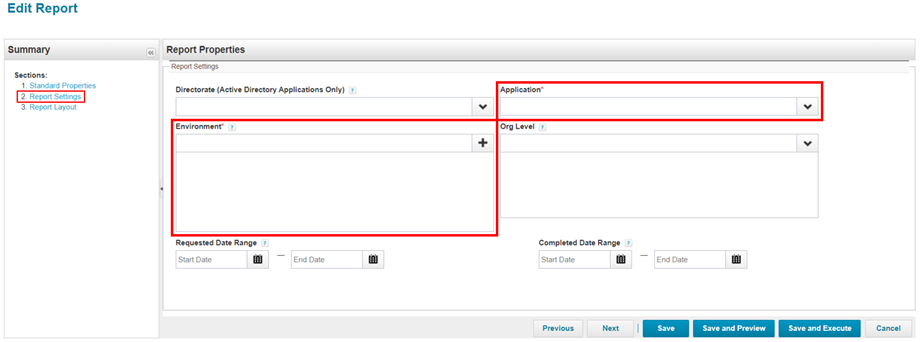 Edit Report
Summary
Report Properties
Sections:
1. Standard Properties
2. Report Settings
3. Report Layout
Report Settings
Directorate (Active Directory Applications Only) ?
Application*
Environment* ?
Org Level ?
Requested Date Range ?
Start Date — End Date
Completed Date Range ?
Start Date — End Date
Previous Next | Save Save and Preview Save and Execute Cancel